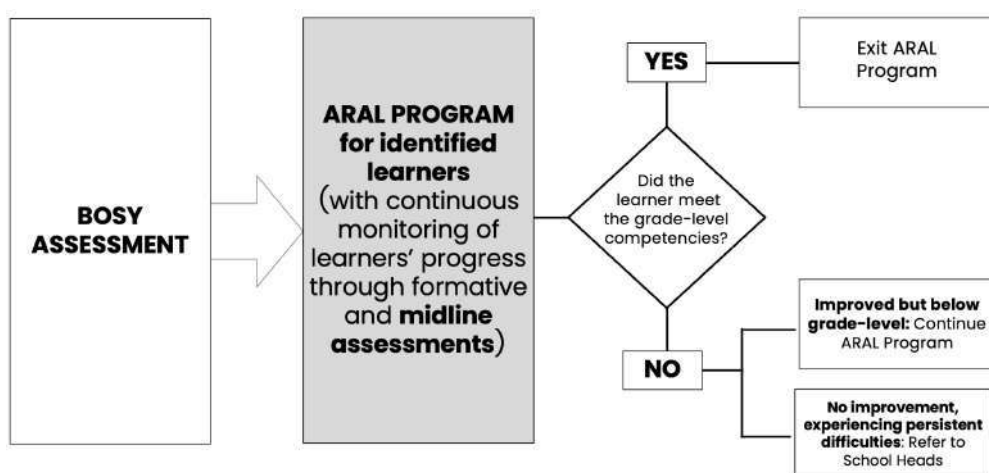 BOSY
ASSESSMENT
ARAL PROGRAM
for identified
learners
(with continuous
monitoring of
learners' progress
through formative
and midline
assessments)
Did the
learner meet
the grade-level
competencies?
YES
Exit ARAL
Program
NO
Improved but below
grade-level: Continue
ARAL Program
No improvement,
experiencing persistent
difficulties: Refer to
School Heads